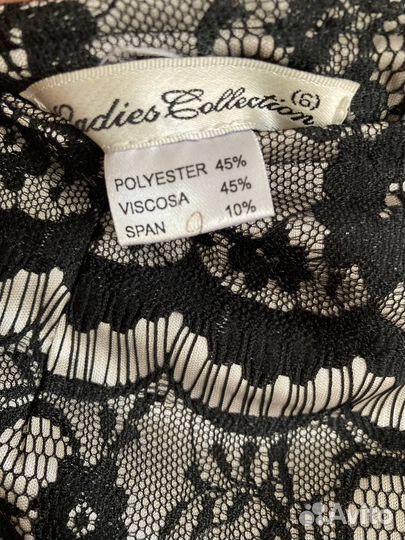 Ladies Collection (6)
POLYESTER 45%
VISCOSA 45%
SPAN 10%
Avito